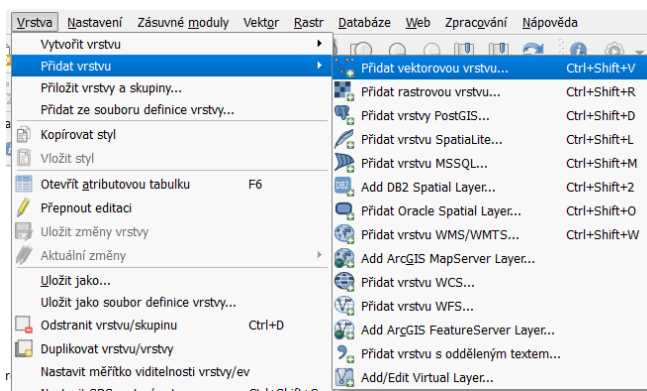 Vrstva Nastavení Zásuvné moduly Vektor Rastr Databáze Web Zpracování Nápověda
Vytvořit vrstvu
Přidat vrstvu
Přiložit vrstvy a skupiny...
Přidat ze souboru definice vrstvy...
Kopírovat styl
Vložit styl
Otevřít atributovou tabulku F6
Přepnout editaci
Uložit změny vrstvy
Aktuální změny
Uložit jako...
Uložit jako soubor definice vrstvy...
Odstranit vrstvu/skupinu Ctrl+D
Duplikovat vrstvu/vrstvy
Nastavit měřítko viditelnosti vrstvy/ev
Přidat vektorovou vrstvu... Ctrl+Shift+V
Přidat rastrovou vrstvu... Ctrl+Shift+R
Přidat vrstvy PostGIS... Ctrl+Shift+D
Přidat vrstvu SpatiaLite... Ctrl+Shift+L
Přidat vrstvu MSSQL... Ctrl+Shift+M
DB2 Add DB2 Spatial Layer... Ctrl+Shift+2
Přidat Oracle Spatial Layer... Ctrl+Shift+O
Přidat vrstvu WMS/WMTS... Ctrl+Shift+W
Add ArcGIS MapServer Layer...
Přidat vrstvu WCS...
Přidat vrstvu WFS...
Add ArcGIS FeatureServer Layer...
Přidat vrstvu s odděleným textem...
Add/Edit Virtual Layer...